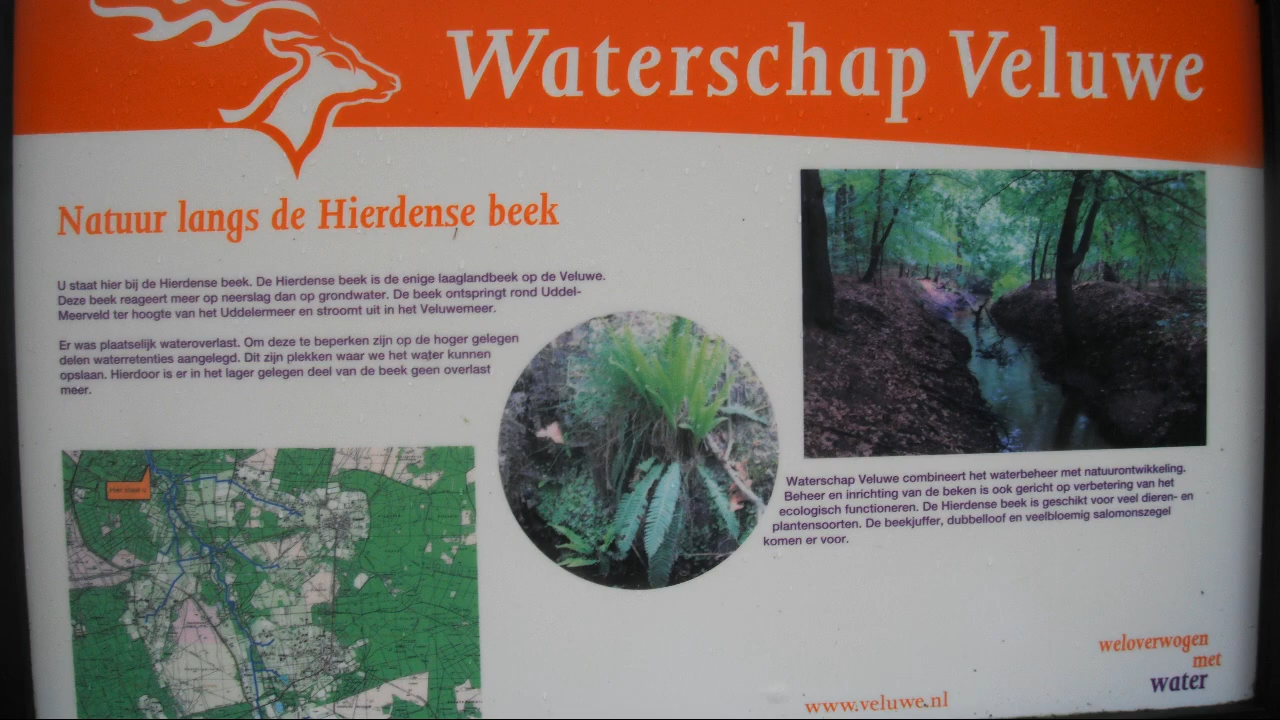 Waterschap Veluwe
Natuur langs de Hierdense beek
U staat hier bij de Hierdense beek. De Hierdense beek is de enige laaglandbeek op de Veluwe.
Deze beek reageert meer op neerslag dan op grondwater. De beek ontspringt rond Uddel-
Meerveld ter hoogte van het Uddelermeer en stroomt uit in het Veluwemeer.
Er was plaatselijk wateroverlast. Om deze te beperken zijn op de hoger gelegen
delen waterretenties aangelegd. Dit zijn plekken waar we het water kunnen
opslaan. Hierdoor is er in het lager gelegen deel van de beek geen overlast
meer.
Hier staat u
Waterschap Veluwe combineert het waterbeheer met natuurontwikkeling.
Beheer en inrichting van de beken is ook gericht op verbetering van het
ecologisch functioneren. De Hierdense beek is geschikt voor veel dieren- en
plantensoorten. De beekjuffer, dubbelloof en veelbloemig salomonszegel
komen er voor.
weloverwogen
met
water
www.veluwe.nl